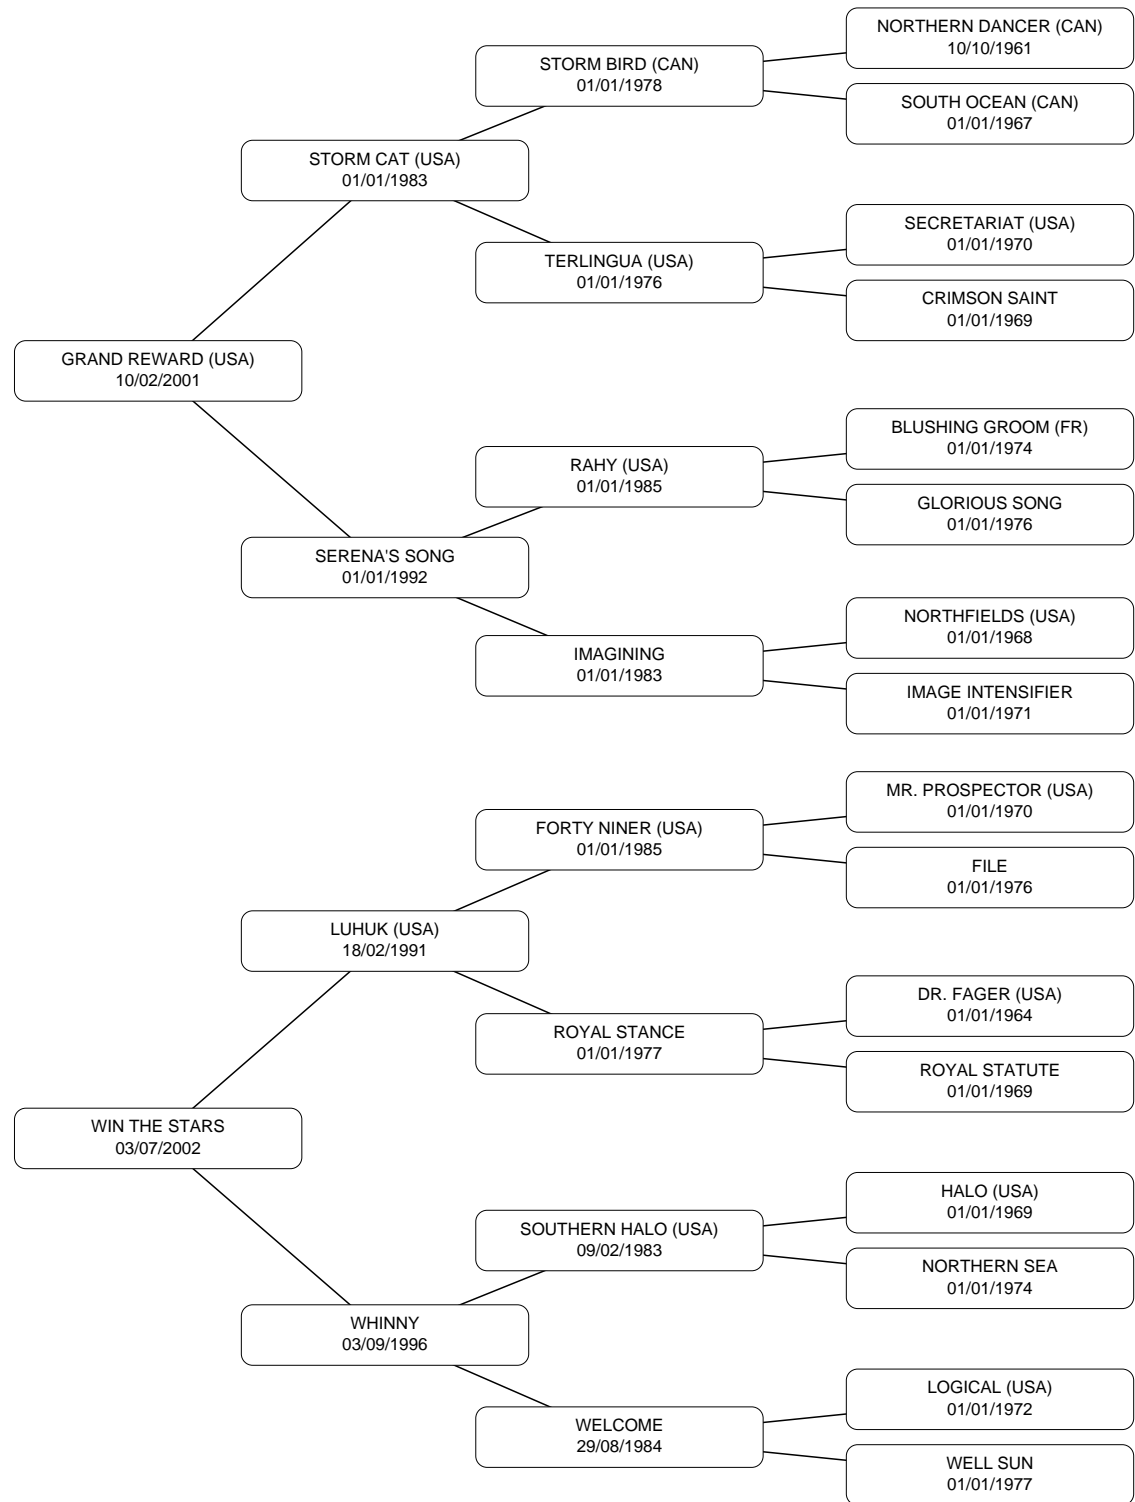 NORTHERN DANCER (CAN)
10/10/1961
STORM BIRD (CAN)
01/01/1978
SOUTH OCEAN (CAN)
01/01/1967
STORM CAT (USA)
01/01/1983
SECRETARIAT (USA)
01/01/1970
TERLINGUA (USA)
01/01/1976
CRIMSON SAINT
01/01/1969
GRAND REWARD (USA)
10/02/2001
BLUSHING GROOM (FR)
01/01/1974
RAHY (USA)
01/01/1985
GLORIOUS SONG
01/01/1976
SERENA'S SONG
01/01/1992
NORTHFIELDS (USA)
01/01/1968
IMAGINING
01/01/1983
IMAGE INTENSIFIER
01/01/1971
MR. PROSPECTOR (USA)
01/01/1970
FORTY NINER (USA)
01/01/1985
FILE
01/01/1976
LUHUK (USA)
18/02/1991
DR. FAGER (USA)
01/01/1964
ROYAL STANCE
01/01/1977
ROYAL STATUTE
01/01/1969
WIN THE STARS
03/07/2002
HALO (USA)
01/01/1969
SOUTHERN HALO (USA)
09/02/1983
NORTHERN SEA
01/01/1974
WHINNY
03/09/1996
LOGICAL (USA)
01/01/1972
WELCOME
29/08/1984
WELL SUN
01/01/1977